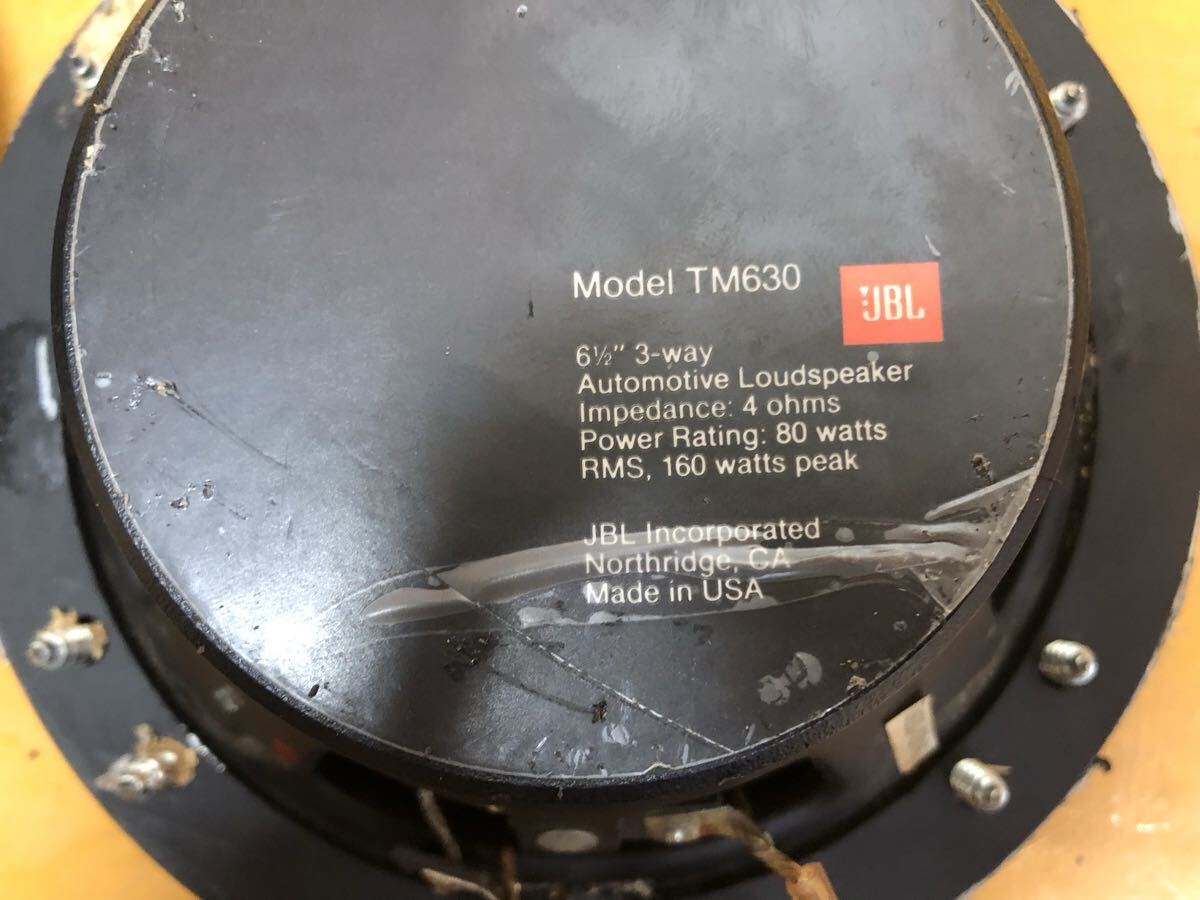 Model TM630
JBL
6½" 3-way
Automotive Loudspeaker
Impedance: 4 ohms
Power Rating: 80 watts
RMS, 160 watts peak
JBL Incorporated
Northridge, CA
Made in USA